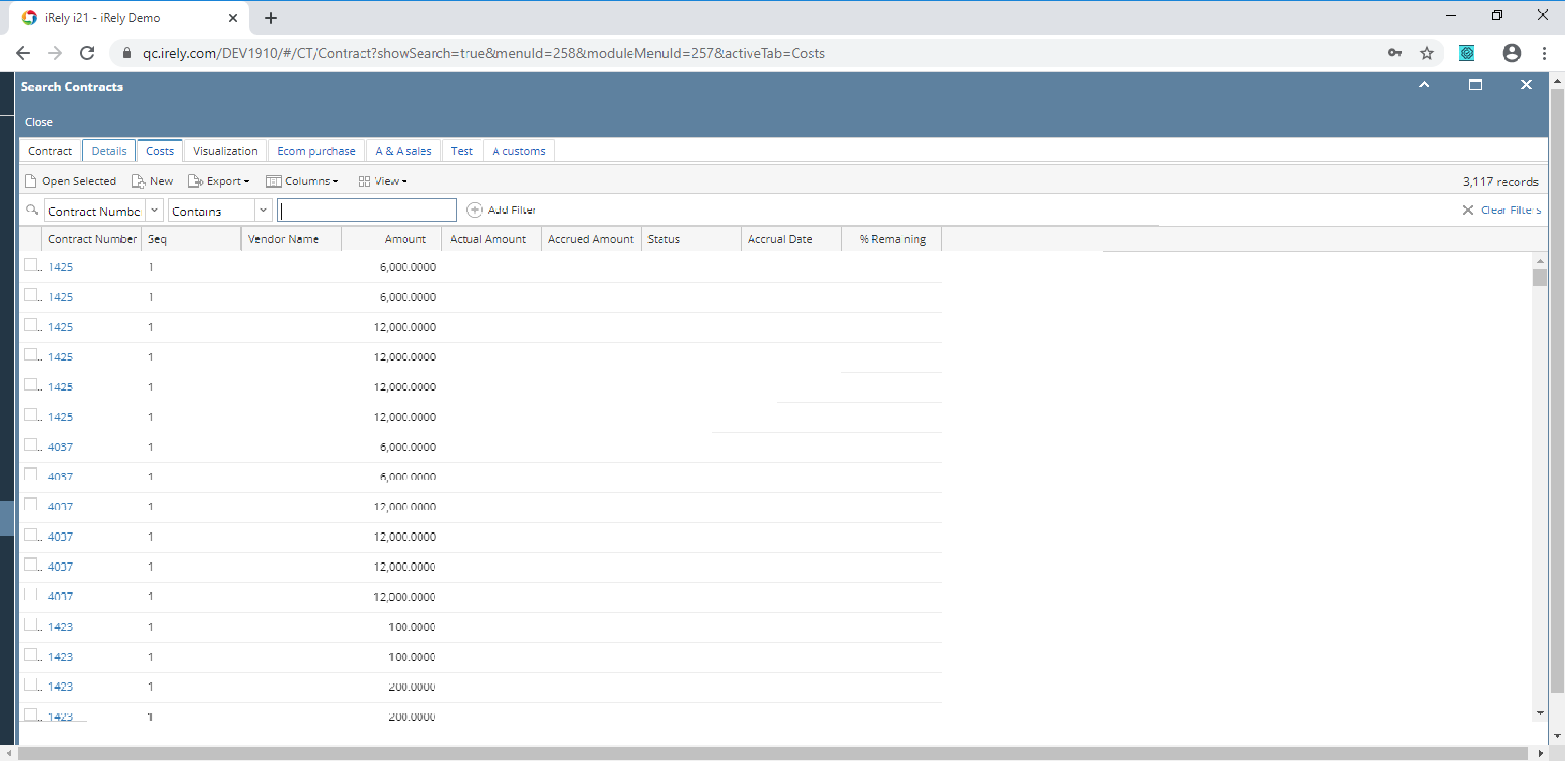 iRely i21 - iRely Demo
qc.irely.com/DEV1910/#/CT/Contract?showSearch=true&menuId=258&moduleMenuId=257&activeTab=Costs
Search Contracts
Close
Contract Details Costs Visualization Ecom purchase A & A sales Test A customs
Open Selected New Export Columns View 3,117 records
Contract Numbe Contains Add Filter Clear Filters
Contract Number Seq Vendor Name Amount Actual Amount Accrued Amount Status Accrual Date % Remaining
1425 1 6,000.0000
1425 1 6,000.0000
1425 1 12,000.0000
1425 1 12,000.0000
1425 1 12,000.0000
1425 1 12,000.0000
4037 1 6,000.0000
4037 1 6,000.0000
4037 1 12,000.0000
4037 1 12,000.0000
4037 1 12,000.0000
4037 1 12,000.0000
1423 1 100.0000
1423 1 100.0000
1423 1 200.0000
1423 1 200.0000